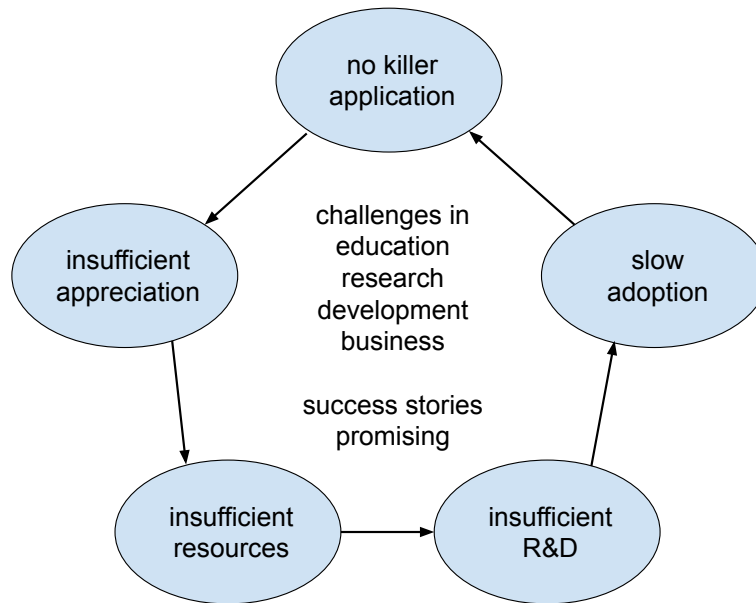 no killer
application
insufficient
appreciation
challenges in
education
research
development
business
slow
adoption
success stories
promising
insufficient
resources
insufficient
R&D